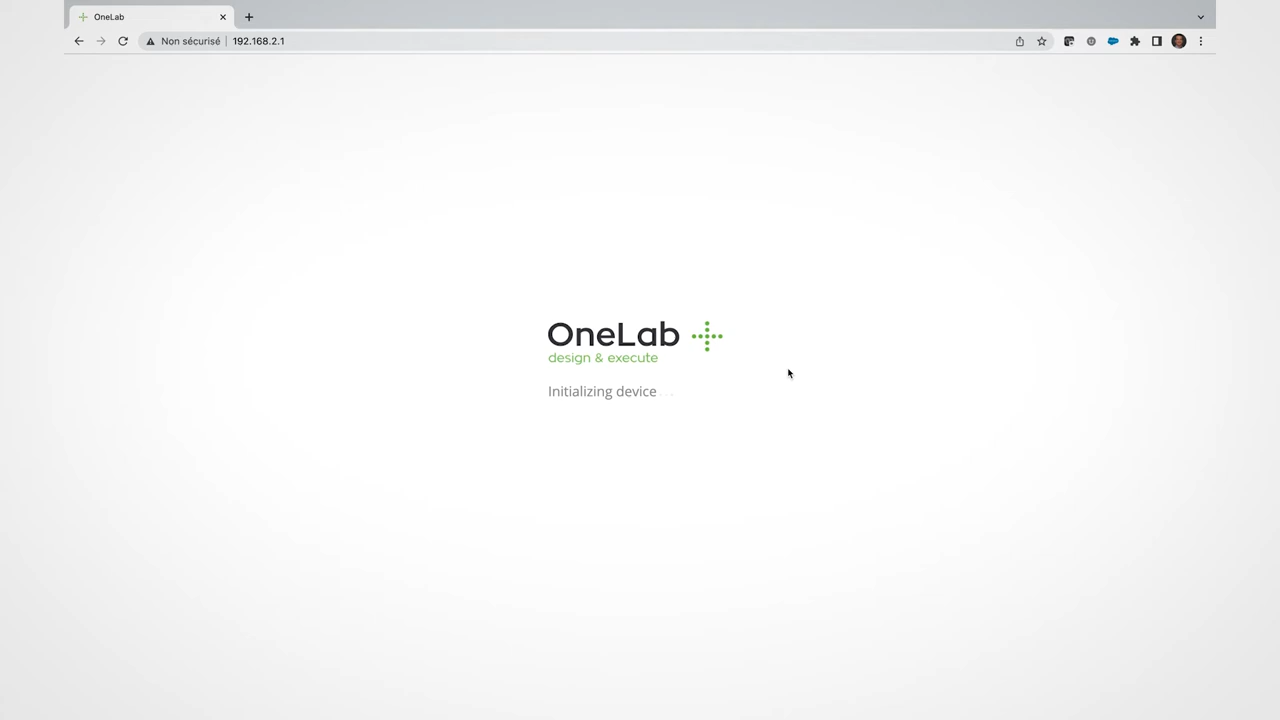 OneLab
Non sécurisé | 192.168.2.1
OneLab
design & execute
Initializing device . . .